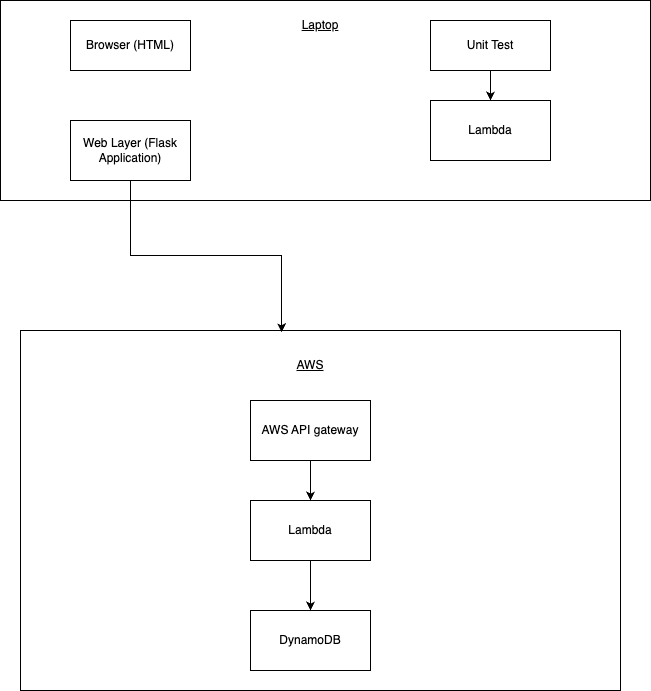 Laptop
Browser (HTML)
Unit Test
Web Layer (Flask
Application)
Lambda
AWS
AWS API gateway
Lambda
DynamoDB